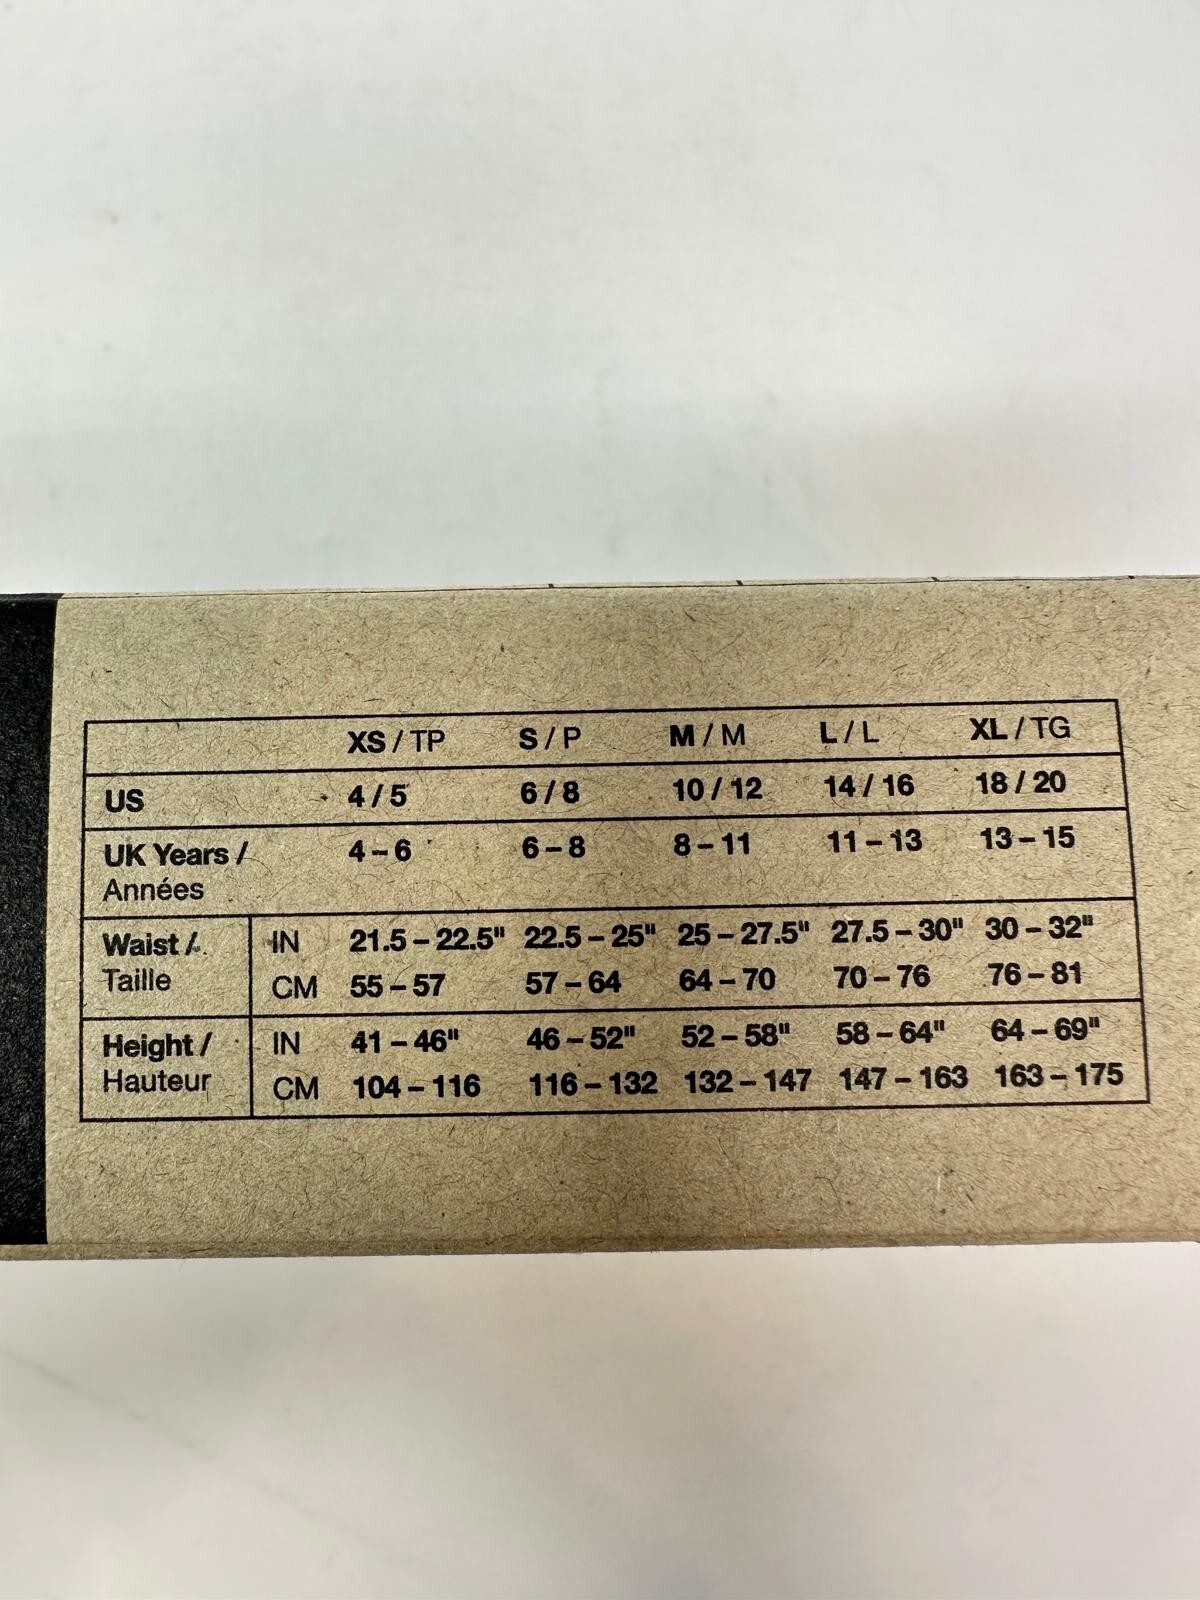 XS / TP S / P M / M L / L XL / TG
US 4 / 5 6 / 8 10 / 12 14 / 16 18 / 20
UK Years / 4 – 6 6 – 8 8 – 11 11 – 13 13 – 15
Années
Waist / IN 21.5 – 22.5" 22.5 – 25" 25 – 27.5" 27.5 – 30" 30 – 32"
Taille CM 55 – 57 57 – 64 64 – 70 70 – 76 76 – 81
Height / IN 41 – 46" 46 – 52" 52 – 58" 58 – 64" 64 – 69"
Hauteur CM 104 – 116 116 – 132 132 – 147 147 – 163 163 – 175